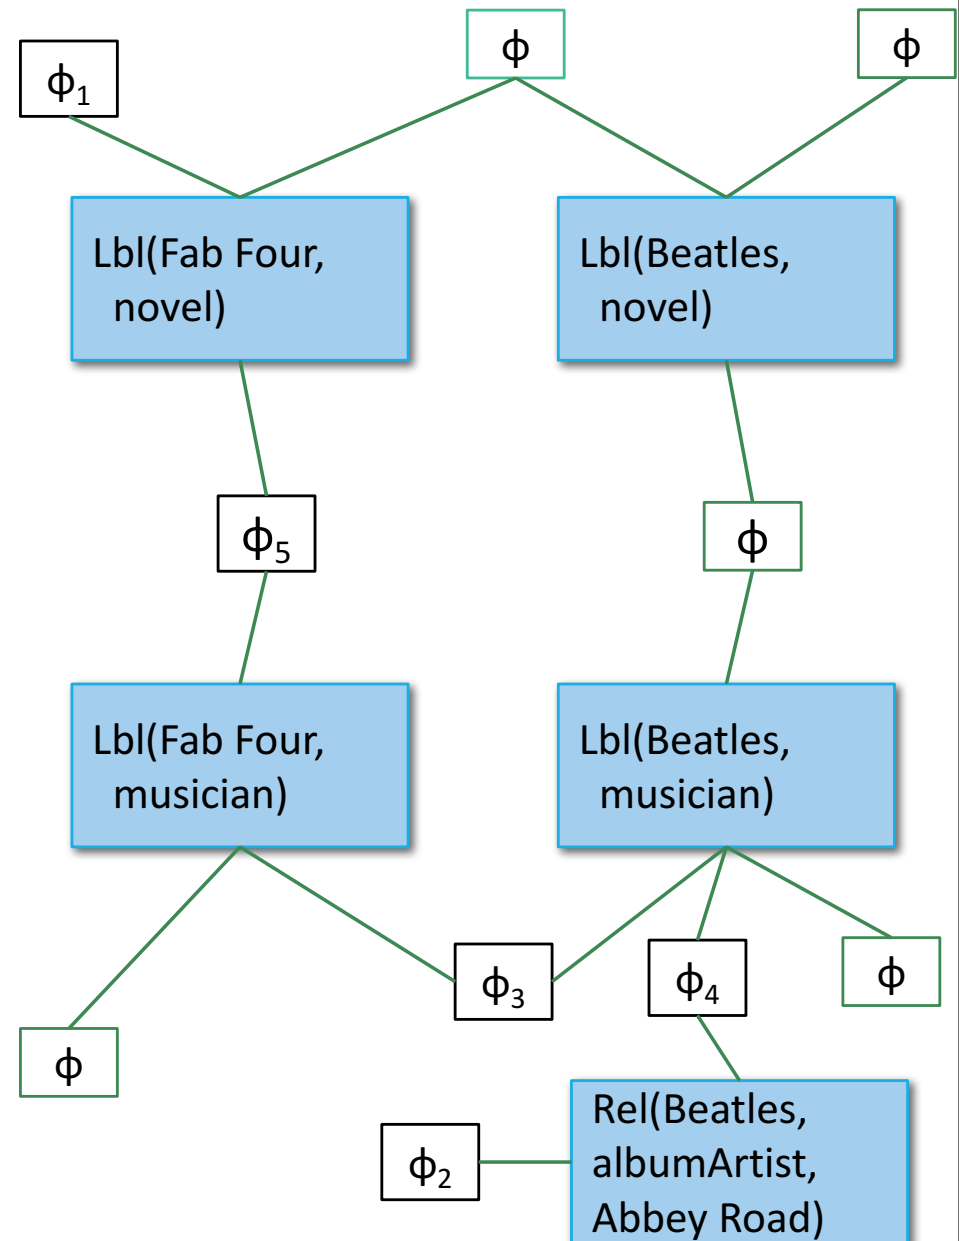 ϕ
ϕ
ϕ₁
Lbl(Fab Four,
novel)
Lbl(Beatles,
novel)
ϕ₅
ϕ
Lbl(Fab Four,
musician)
Lbl(Beatles,
musician)
ϕ₃
ϕ₄
ϕ
ϕ
Rel(Beatles,
albumArtist,
Abbey Road)
ϕ₂